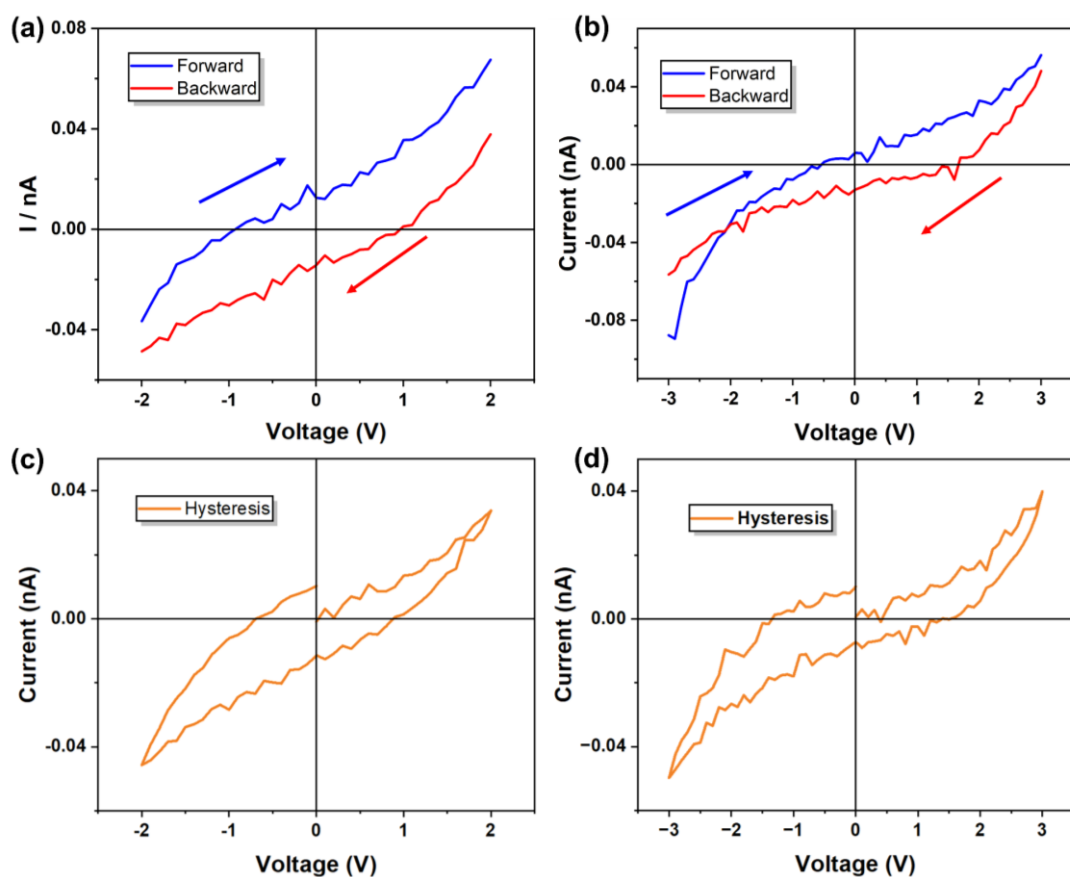 (a)
0.08
0.04
0.00
-0.04
I / nA
Forward
Backward
-2 -1 0 1 2
Voltage (V)
(b)
0.04
0.00
-0.04
-0.08
Current (nA)
Forward
Backward
-3 -2 -1 0 1 2 3
Voltage (V)
(c)
0.04
0.00
-0.04
Current (nA)
Hysteresis
-2 -1 0 1 2
Voltage (V)
(d)
0.04
0.00
−0.04
Current (nA)
Hysteresis
−3 −2 −1 0 1 2 3
Voltage (V)